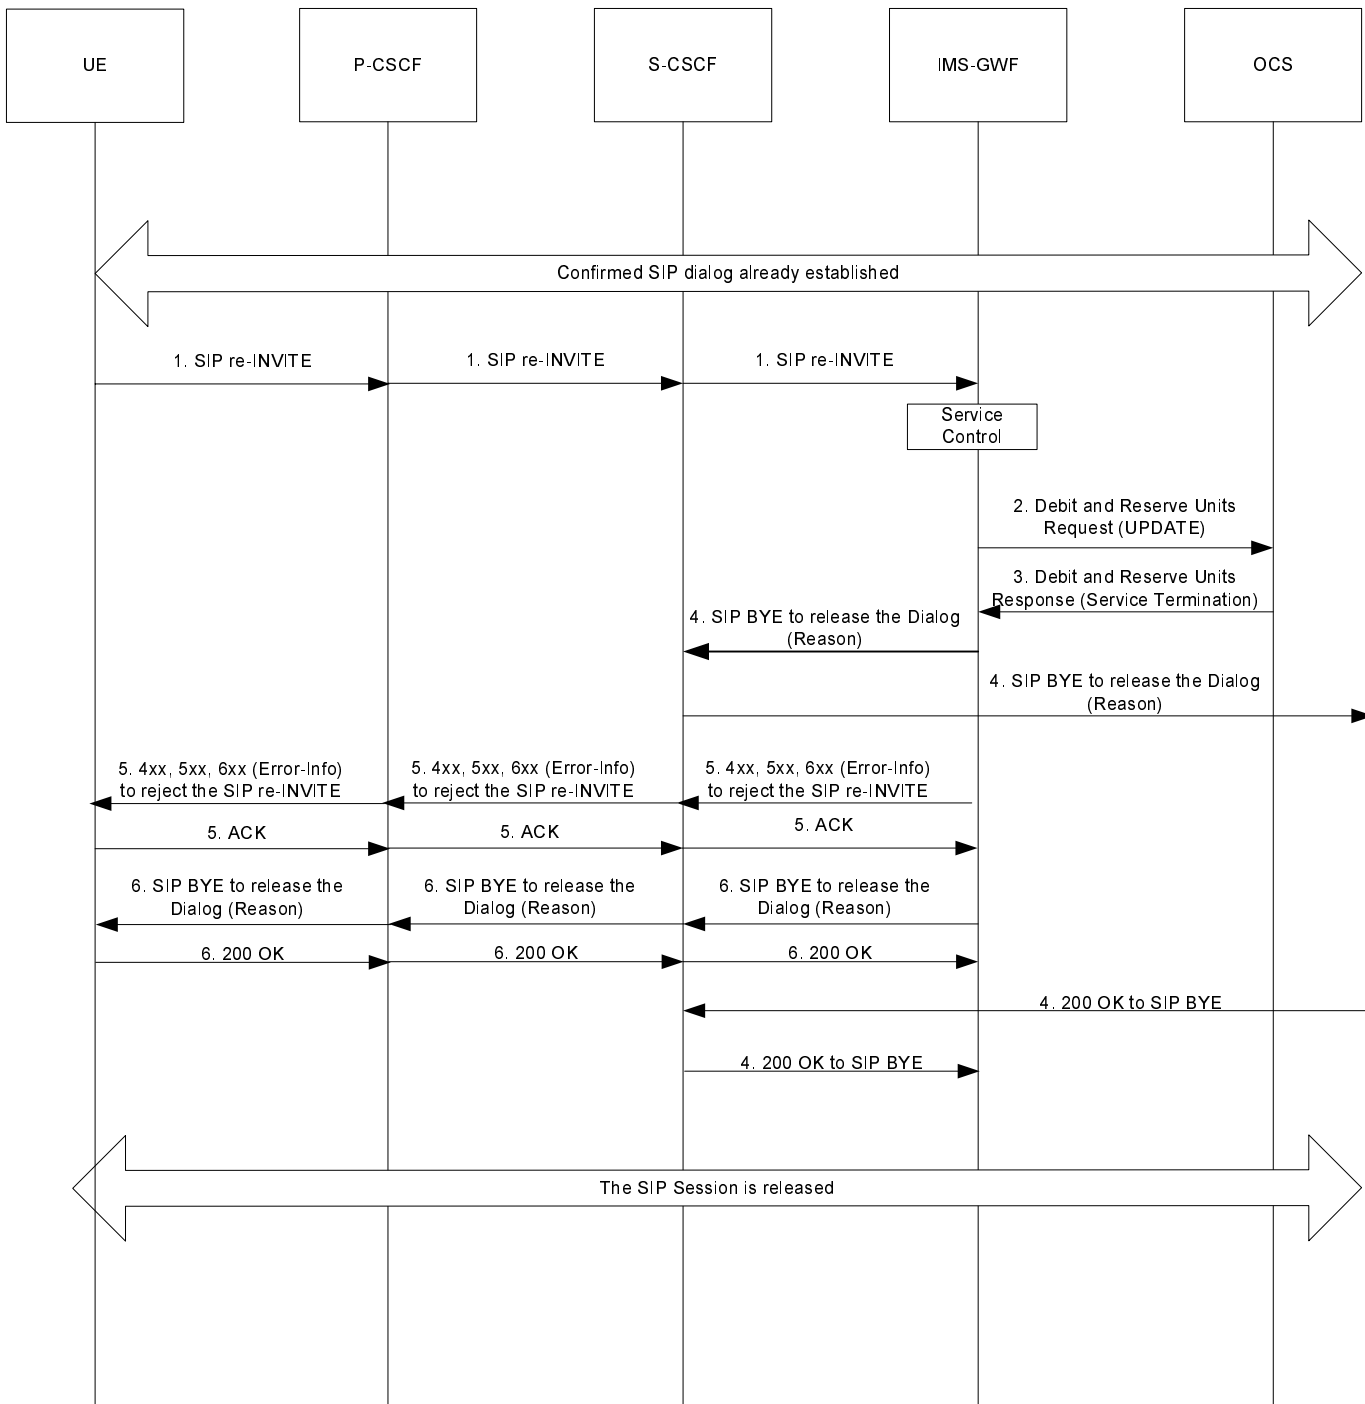 UE
P-CSCF
S-CSCF
IMS-GWF
OCS
Confirmed SIP dialog already established
1. SIP re-INVITE
1. SIP re-INVITE
1. SIP re-INVITE
Service
Control
2. Debit and Reserve Units
Request (UPDATE)
3. Debit and Reserve Units
Response (Service Termination)
4. SIP BYE to release the Dialog
(Reason)
4. SIP BYE to release the Dialog
(Reason)
5. 4xx, 5xx, 6xx (Error-Info)
to reject the SIP re-INVITE
5. 4xx, 5xx, 6xx (Error-Info)
to reject the SIP re-INVITE
5. 4xx, 5xx, 6xx (Error-Info)
to reject the SIP re-INVITE
5. ACK
5. ACK
5. ACK
6. SIP BYE to release the
Dialog (Reason)
6. SIP BYE to release the
Dialog (Reason)
6. SIP BYE to release the
Dialog (Reason)
6. 200 OK
6. 200 OK
6. 200 OK
4. 200 OK to SIP BYE
4. 200 OK to SIP BYE
The SIP Session is released